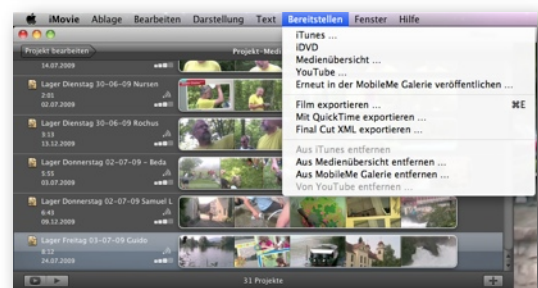 iMovie Ablage Bearbeiten Darstellung Text Bereitstellen Fenster Hilfe
Projekt bearbeiten
Projekt-Medi
iTunes ...
iDVD
Medienübersicht ...
YouTube ...
Erneut in der MobileMe Galerie veröffentlichen ...
Film exportieren ... ⌘E
Mit QuickTime exportieren ...
Final Cut XML exportieren ...
Aus iTunes entfernen
Aus Medienübersicht entfernen ...
Aus MobileMe Galerie entfernen ...
Von YouTube entfernen ...
14.07.2009
Lager Dienstag 30-06-09 Nursen
2:01
02.07.2009
Lager Dienstag 30-06-09 Rochus
3:13
13.12.2009
Lager Donnerstag 02-07-09 – Beda
5:55
03.07.2009
Lager Donnerstag 02-07-09 Samuel L
6:43
09.12.2009
Lager Freitag 03-07-09 Guido
8:12
24.07.2009
31 Projekte